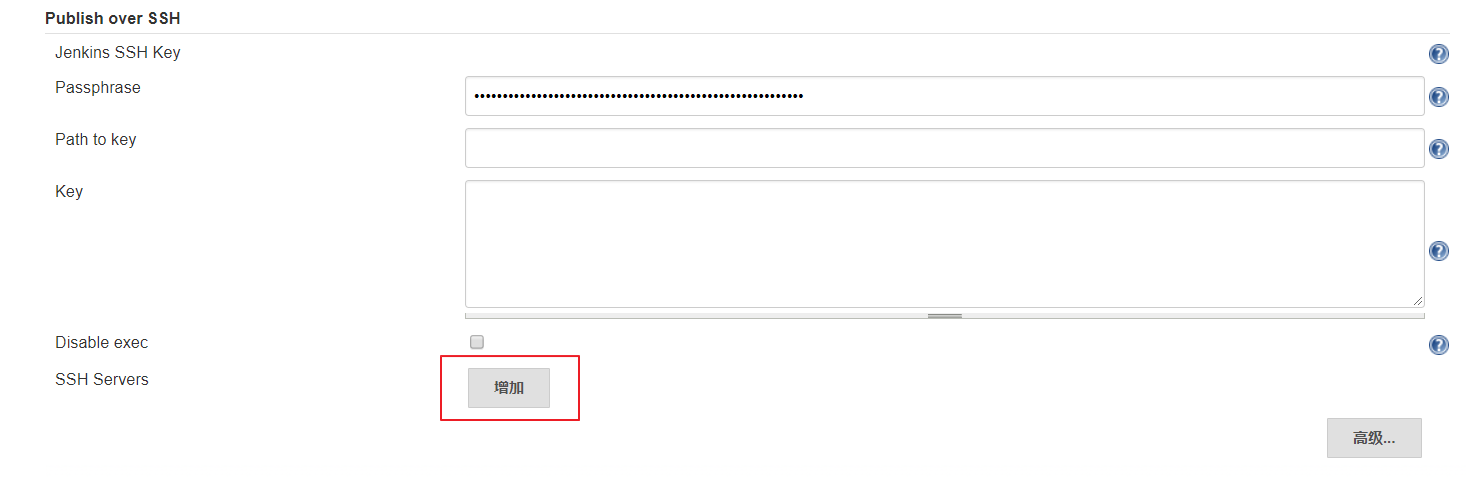 Publish over SSH
Jenkins SSH Key
Passphrase
Path to key
Key
Disable exec
SSH Servers
增加
高级...